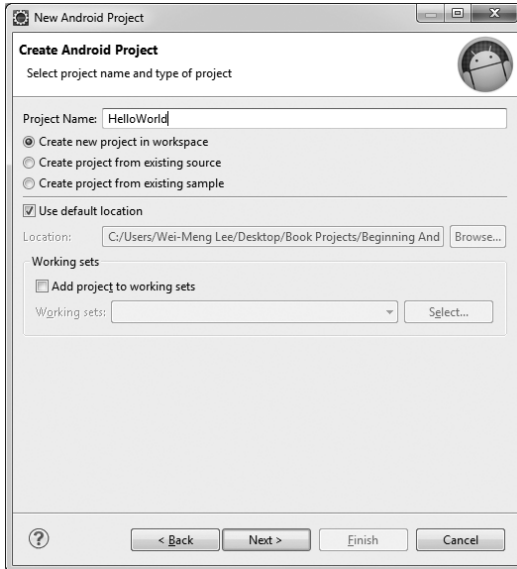 New Android Project
Create Android Project
Select project name and type of project
Project Name: HelloWorld
Create new project in workspace
Create project from existing source
Create project from existing sample
Use default location
Location: C:/Users/Wei-Meng Lee/Desktop/Book Projects/Beginning And Browse...
Working sets
Add project to working sets
Working sets: Select...
? < Back Next > Finish Cancel